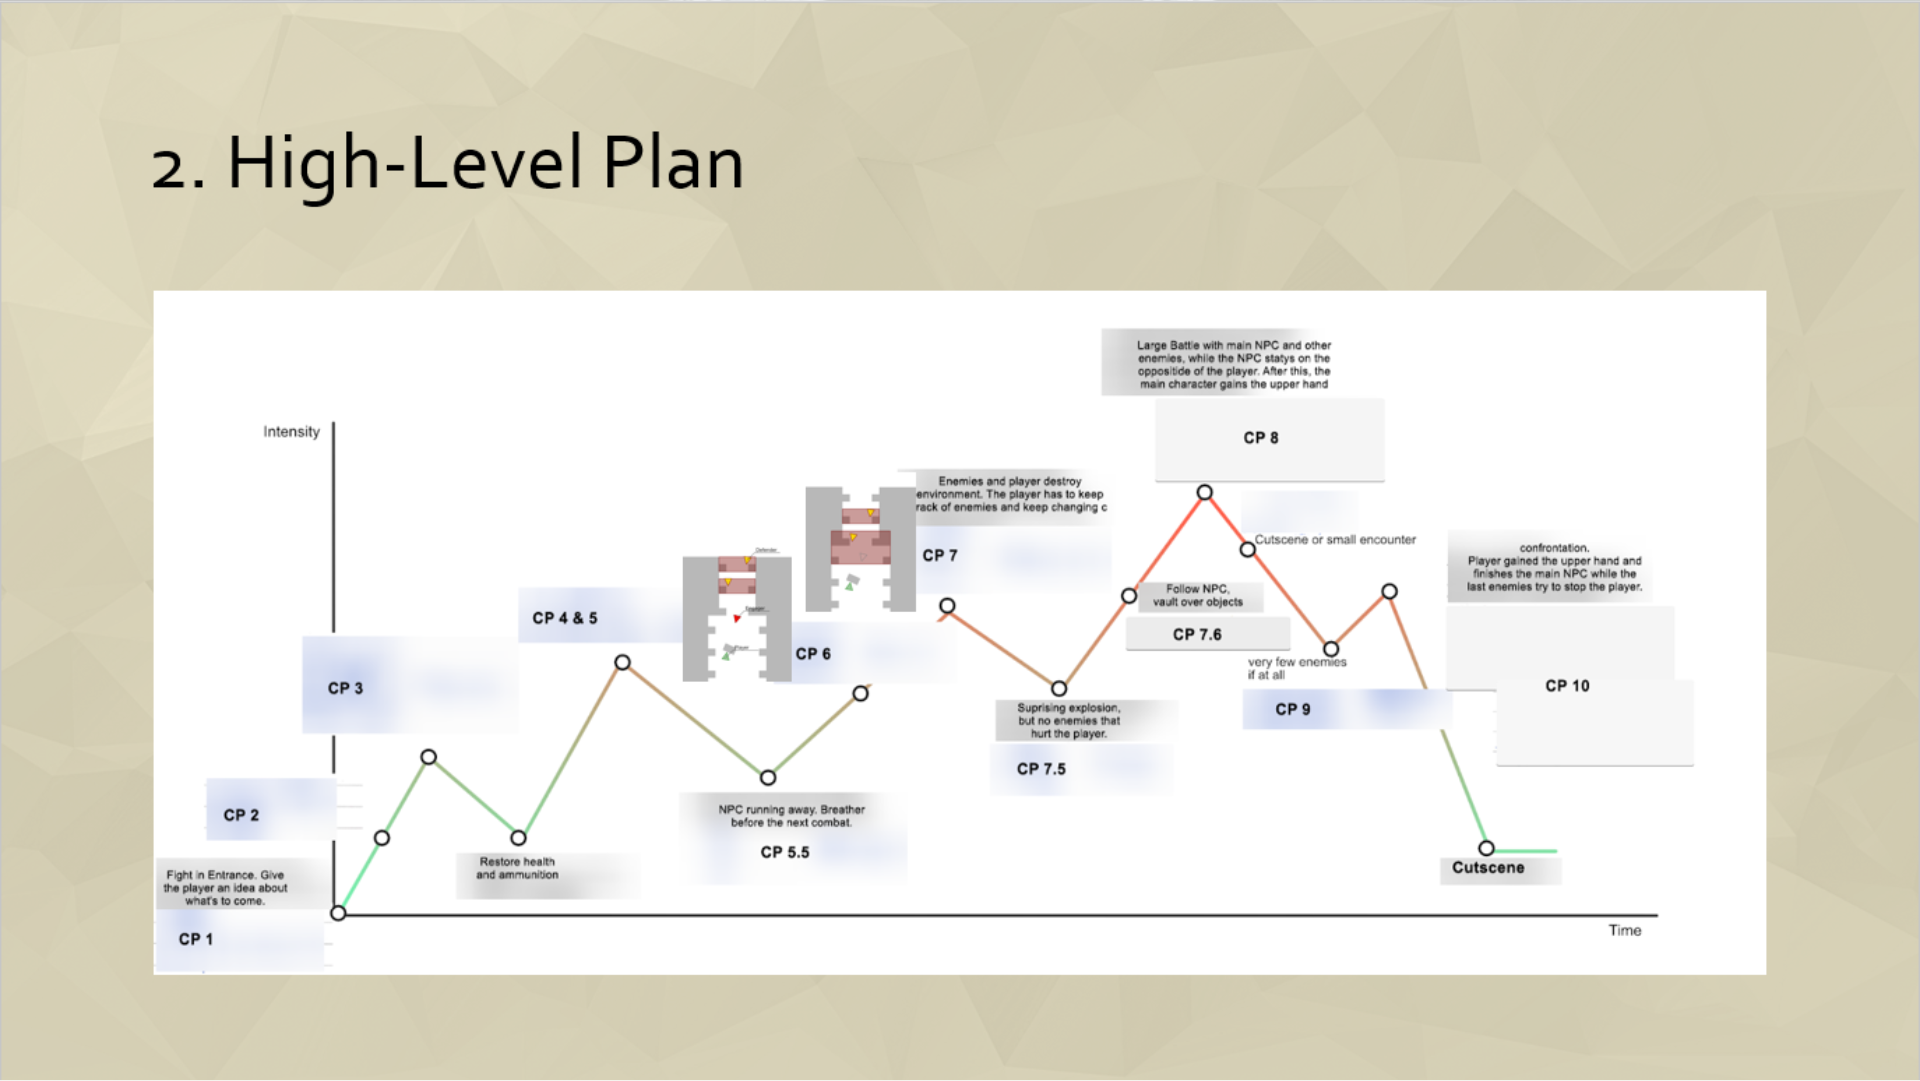 2. High-Level Plan
Large Battle with main NPC and other
enemies, while the NPC statys on the
oppositide of the player. After this, the
main character gains the upper hand
CP 8
Intensity
Enemies and player destroy
environment. The player has to keep
rack of enemies and keep changing c
CP 7
Cutscene or small encounter
confrontation.
Player gained the upper hand and
finishes the main NPC while the
last enemies try to stop the player.
CP 10
Defender
Player
CP 4 & 5
CP 6
Follow NPC,
vault over objects
CP 7.6
very few enemies
if at all
CP 9
CP 3
Suprising explosion,
but no enemies that
hurt the player.
CP 7.5
CP 2
NPC running away. Breather
before the next combat.
CP 5.5
Restore health
and ammunition
Cutscene
Fight in Entrance. Give
the player an idea about
what's to come.
CP 1
Time